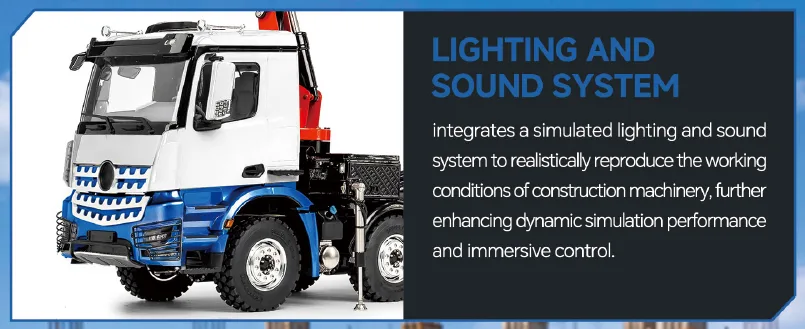 LIGHTING AND
SOUND SYSTEM
integrates a simulated lighting and sound
system to realistically reproduce the working
conditions of construction machinery, further
enhancing dynamic simulation performance
and immersive control.